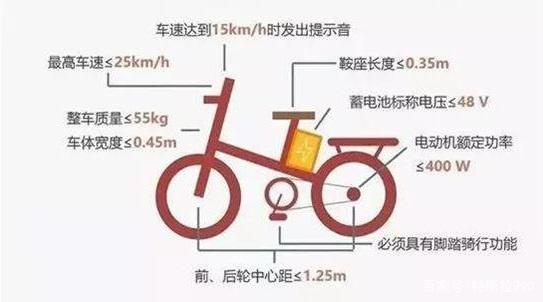 车速达到15km/h时发出提示音
最高车速≤25km/h
鞍座长度≤0.35m
蓄电池标称电压≤48 V
整车质量≤55kg
车体宽度≤0.45m
电动机额定功率
≤400 W
必须具有脚踏骑行功能
前、后轮中心距≤1.25m